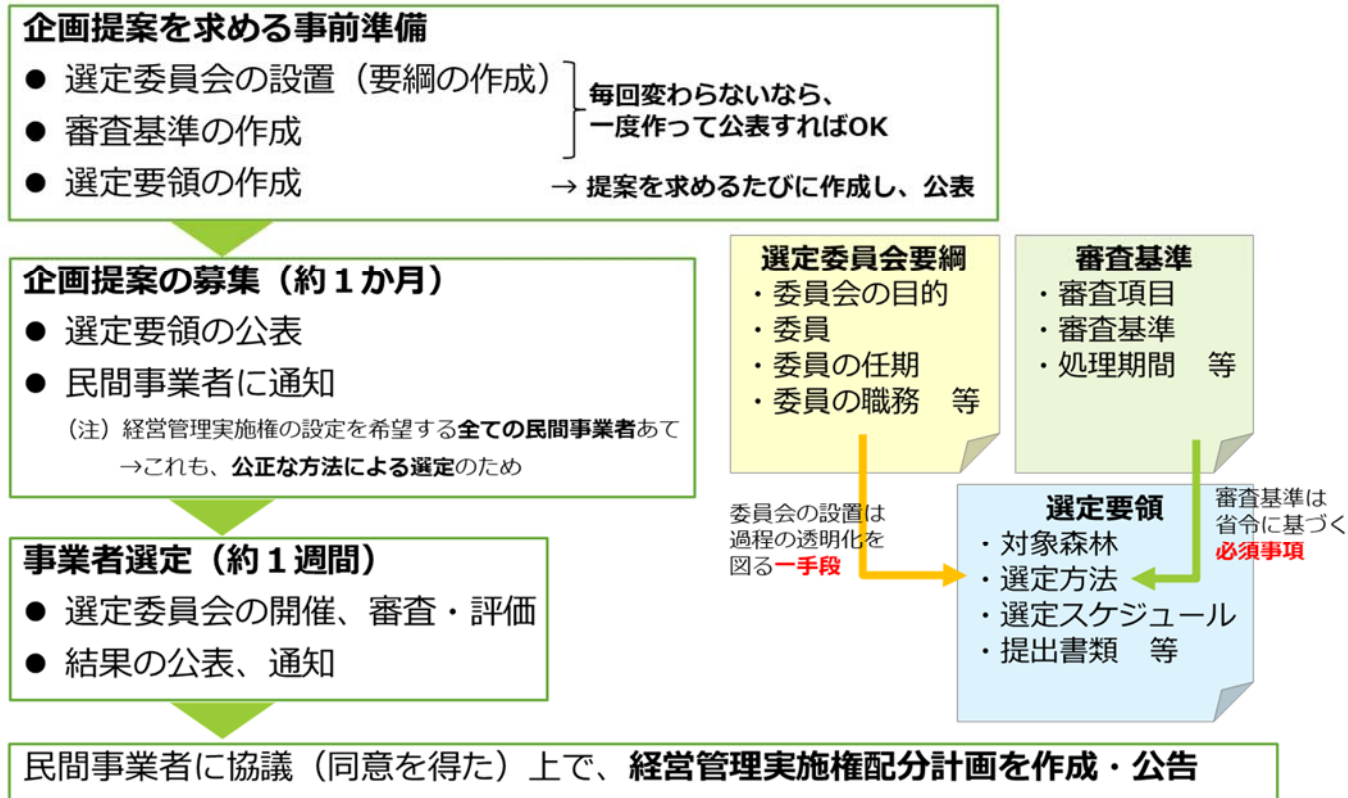 企画提案を求める事前準備
● 選定委員会の設置（要綱の作成）
● 審査基準の作成
毎回変わらないなら、
一度作って公表すればOK
● 選定要領の作成
→ 提案を求めるたびに作成し、公表
企画提案の募集（約１か月）
● 選定要領の公表
● 民間事業者に通知
（注）経営管理実施権の設定を希望する全ての民間事業者あて
→これも、公正な方法による選定のため
選定委員会要綱
・委員会の目的
・委員
・委員の任期
・委員の職務　等
審査基準
・審査項目
・審査基準
・処理期間　等
委員会の設置は
過程の透明化を
図る一手段
審査基準は
省令に基づく
必須事項
選定要領
・対象森林
・選定方法
・選定スケジュール
・提出書類　等
事業者選定（約１週間）
● 選定委員会の開催、審査・評価
● 結果の公表、通知
民間事業者に協議（同意を得た）上で、経営管理実施権配分計画を作成・公告